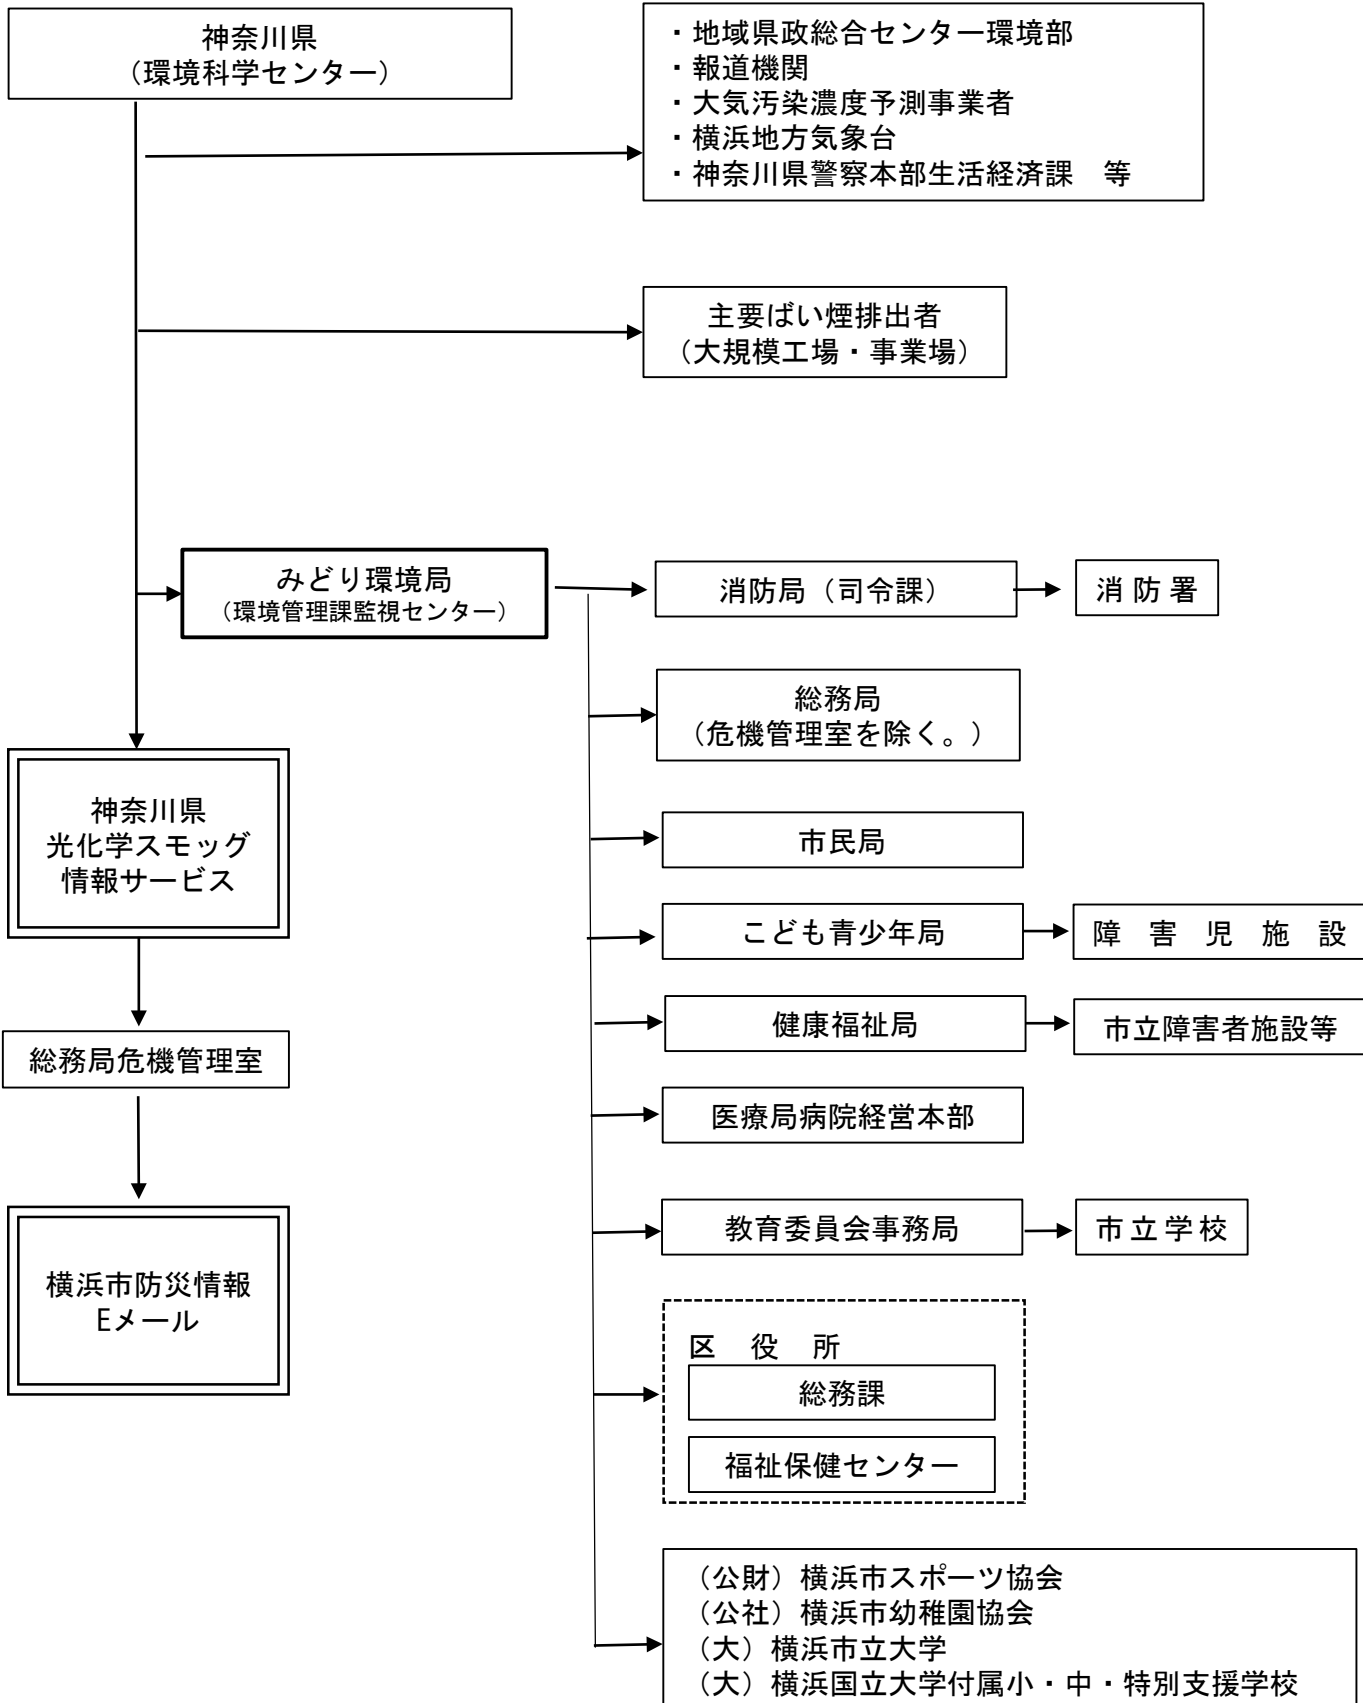 神奈川県
（環境科学センター）
・地域県政総合センター環境部
・報道機関
・大気汚染濃度予測事業者
・横浜地方気象台
・神奈川県警察本部生活経済課　等
主要ばい煙排出者
（大規模工場・事業場）
みどり環境局
（環境管理課監視センター）
消防局（司令課）
消防署
総務局
（危機管理室を除く。）
神奈川県
光化学スモッグ
情報サービス
市民局
こども青少年局
障　害　児　施　設
健康福祉局
市立障害者施設等
総務局危機管理室
医療局病院経営本部
教育委員会事務局
市立学校
横浜市防災情報
Eメール
区　役　所
総務課
福祉保健センター
（公財）横浜市スポーツ協会
（公社）横浜市幼稚園協会
（大）横浜市立大学
（大）横浜国立大学付属小・中・特別支援学校